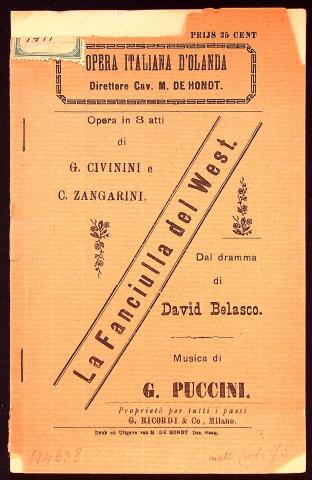 1911
PRIJS 35 CENT
OPERA ITALIANA D'OLANDA
Direttore Cav. M. DE HONDT.
Opera in 3 atti
di
G. CIVININI e
C. ZANGARINI.
La Fanciulla del West.
Dal dramma
di
David Belasco.
Musica di
G. PUCCINI.
Proprietà per tutti i paesi
G. RICORDI & Co, Milano.
Druk en Uitgave van M. DE HONDT Den Haag.